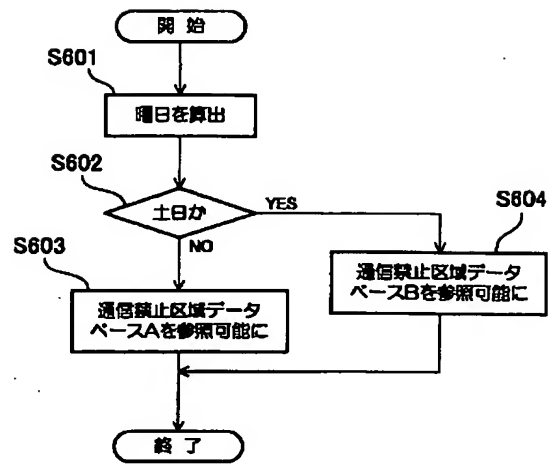 開 始
S601
曜日を算出
S602
土日か
YES
S604
NO
S603
通信禁止区域データ
ベースBを参照可能に
通信禁止区域データ
ベースAを参照可能に
終 了